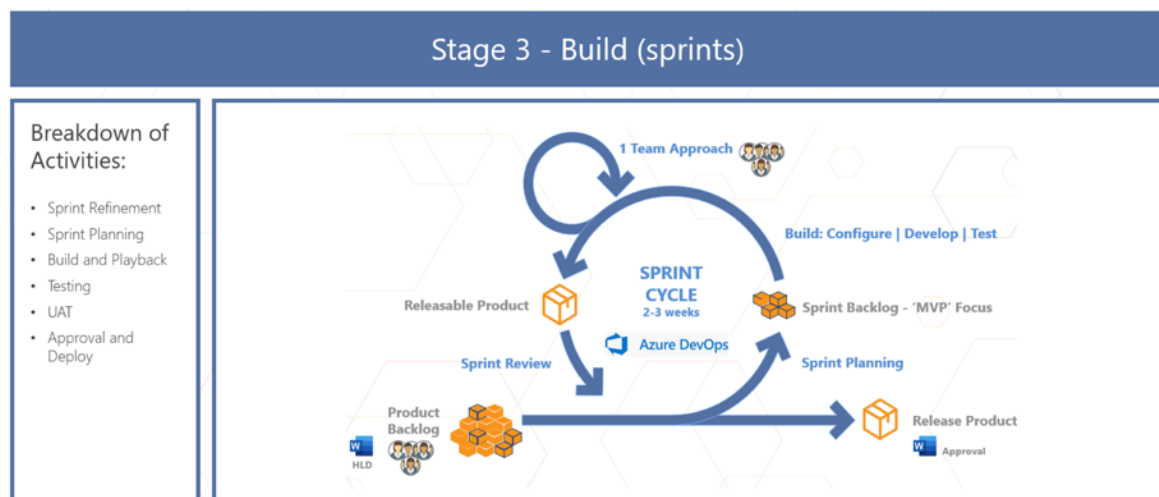 Stage 3 - Build (sprints)
Breakdown of
Activities:
• Sprint Refinement
• Sprint Planning
• Build and Playback
• Testing
• UAT
• Approval and
Deploy
1 Team Approach
Build: Configure | Develop | Test
SPRINT
CYCLE
2-3 weeks
Azure DevOps
Releasable Product
Sprint Backlog - ‘MVP’ Focus
Sprint Review
Sprint Planning
Product
Backlog
W
HLD
Release Product
W
Approval